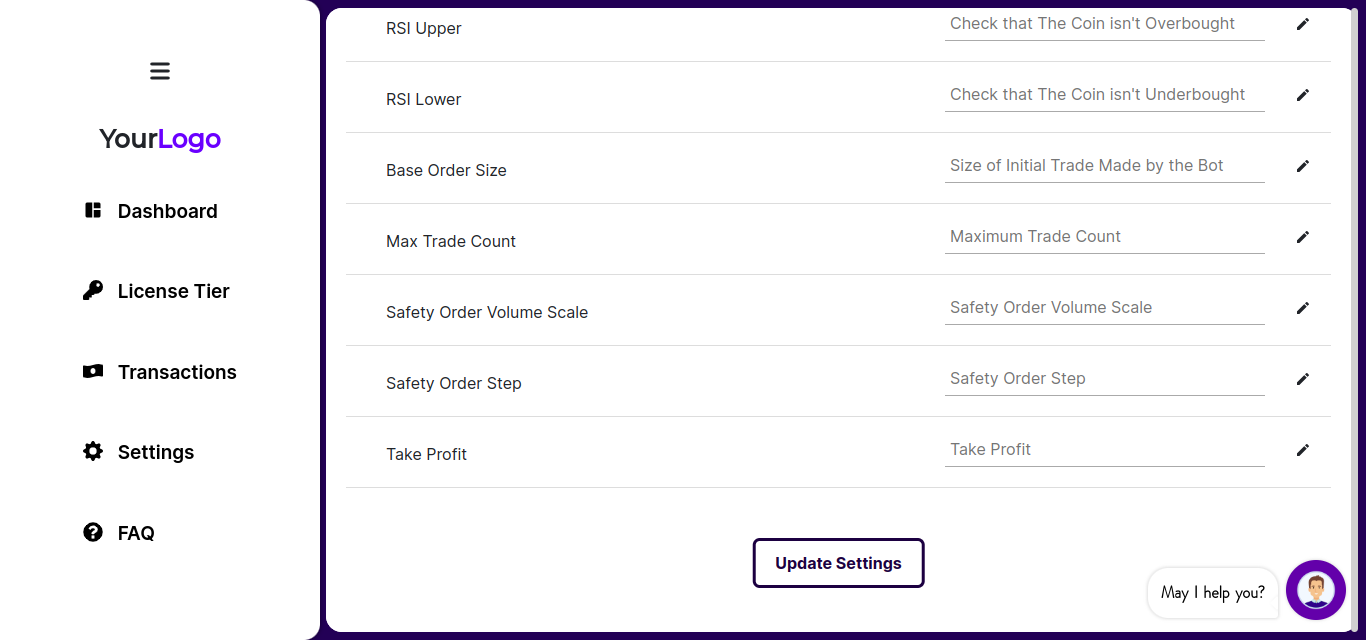 YourLogo
Dashboard
License Tier
Transactions
Settings
FAQ
RSI Upper Check that The Coin isn't Overbought
RSI Lower Check that The Coin isn't Underbought
Base Order Size Size of Initial Trade Made by the Bot
Max Trade Count Maximum Trade Count
Safety Order Volume Scale Safety Order Volume Scale
Safety Order Step Safety Order Step
Take Profit Take Profit
Update Settings
May I help you?